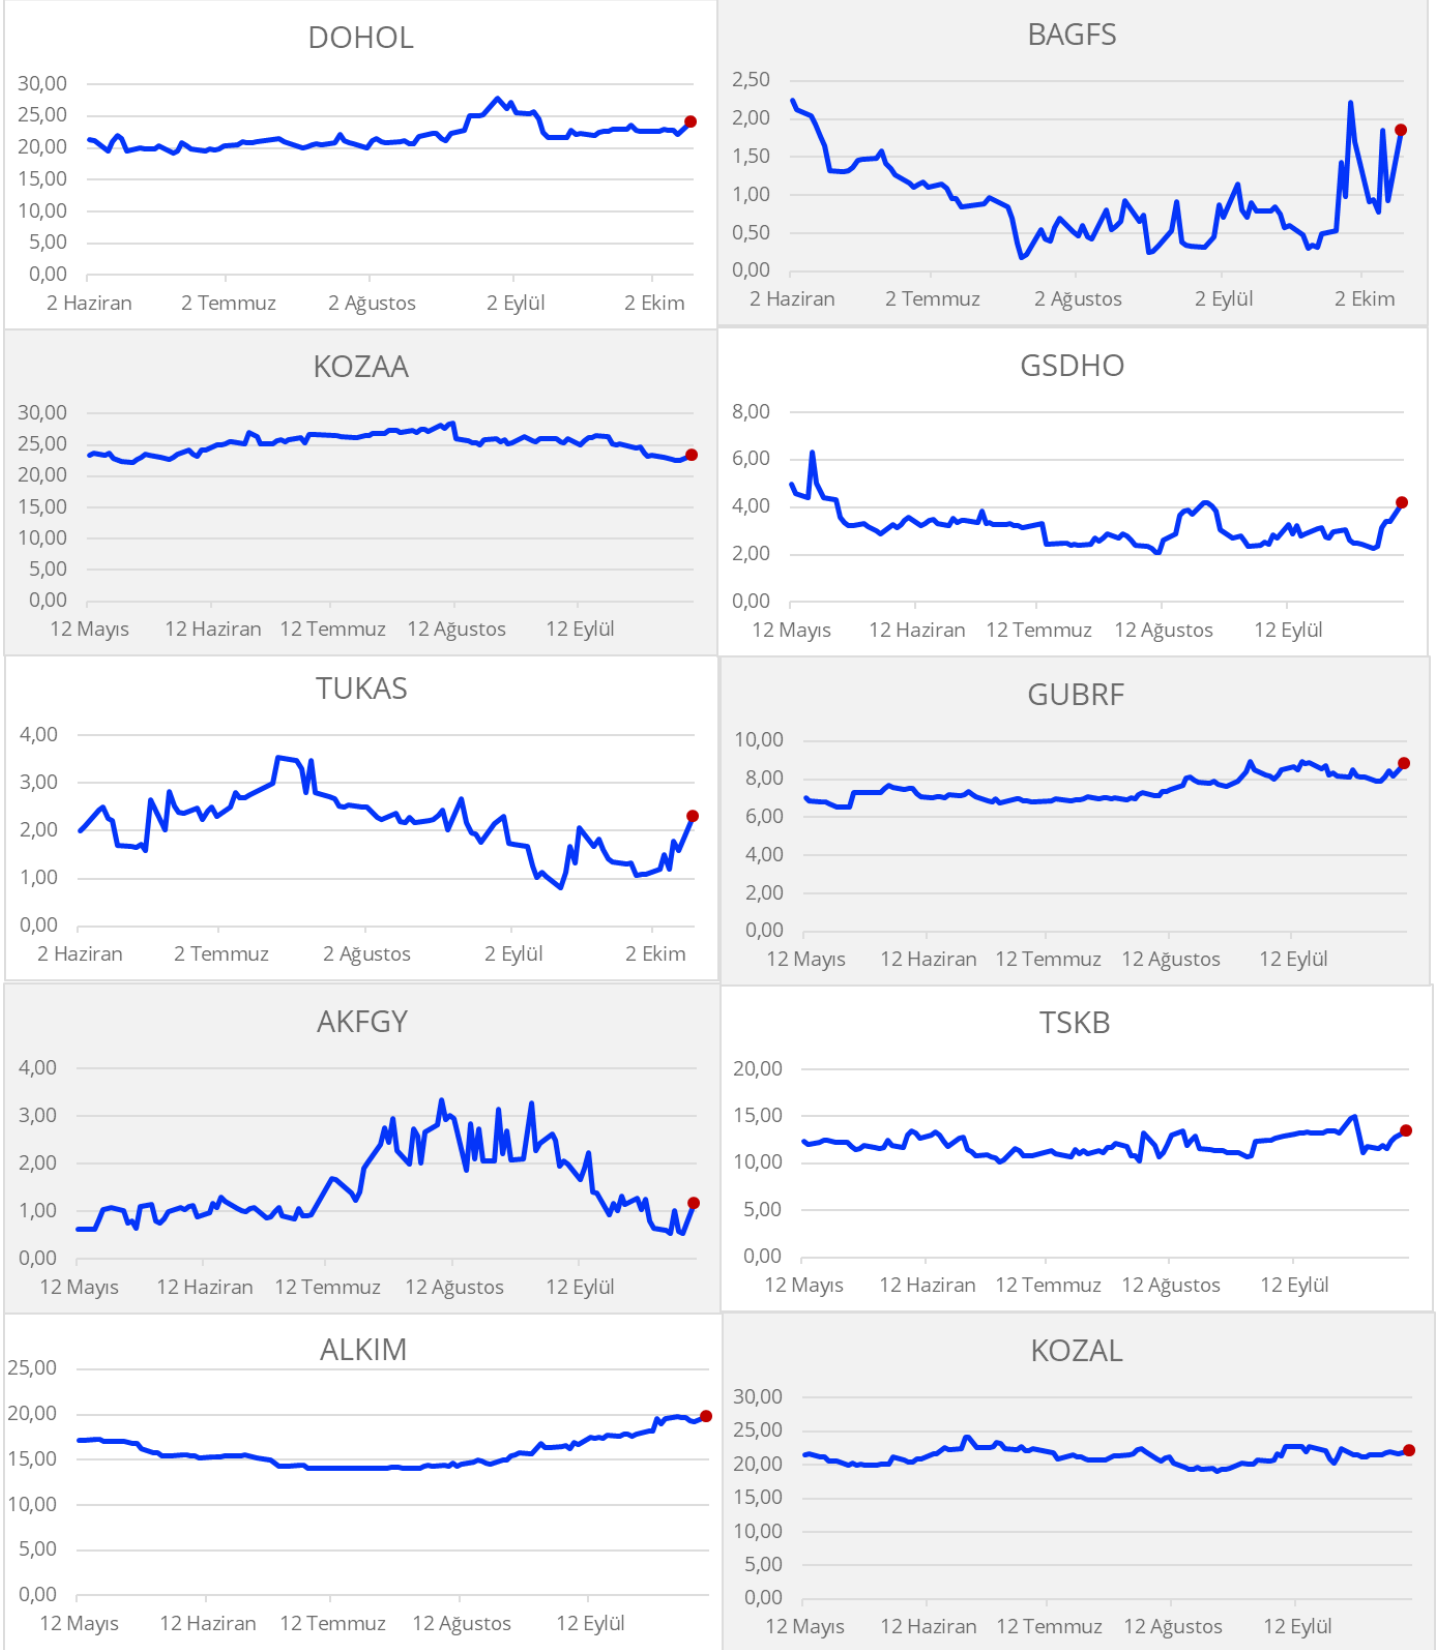 DOHOL
30,00
25,00
20,00
15,00
10,00
5,00
0,00
2 Haziran 2 Temmuz 2 Ağustos 2 Eylül 2 Ekim
BAGFS
2,50
2,00
1,50
1,00
0,50
0,00
2 Haziran 2 Temmuz 2 Ağustos 2 Eylül 2 Ekim
KOZAA
30,00
25,00
20,00
15,00
10,00
5,00
0,00
12 Mayıs 12 Haziran 12 Temmuz 12 Ağustos 12 Eylül
GSDHO
8,00
6,00
4,00
2,00
0,00
12 Mayıs 12 Haziran 12 Temmuz 12 Ağustos 12 Eylül
TUKAS
4,00
3,00
2,00
1,00
0,00
2 Haziran 2 Temmuz 2 Ağustos 2 Eylül 2 Ekim
GUBRF
10,00
8,00
6,00
4,00
2,00
0,00
12 Mayıs 12 Haziran 12 Temmuz 12 Ağustos 12 Eylül
AKFGY
4,00
3,00
2,00
1,00
0,00
12 Mayıs 12 Haziran 12 Temmuz 12 Ağustos 12 Eylül
TSKB
20,00
15,00
10,00
5,00
0,00
12 Mayıs 12 Haziran 12 Temmuz 12 Ağustos 12 Eylül
ALKIM
25,00
20,00
15,00
10,00
5,00
0,00
12 Mayıs 12 Haziran 12 Temmuz 12 Ağustos 12 Eylül
KOZAL
30,00
25,00
20,00
15,00
10,00
5,00
0,00
12 Mayıs 12 Haziran 12 Temmuz 12 Ağustos 12 Eylül